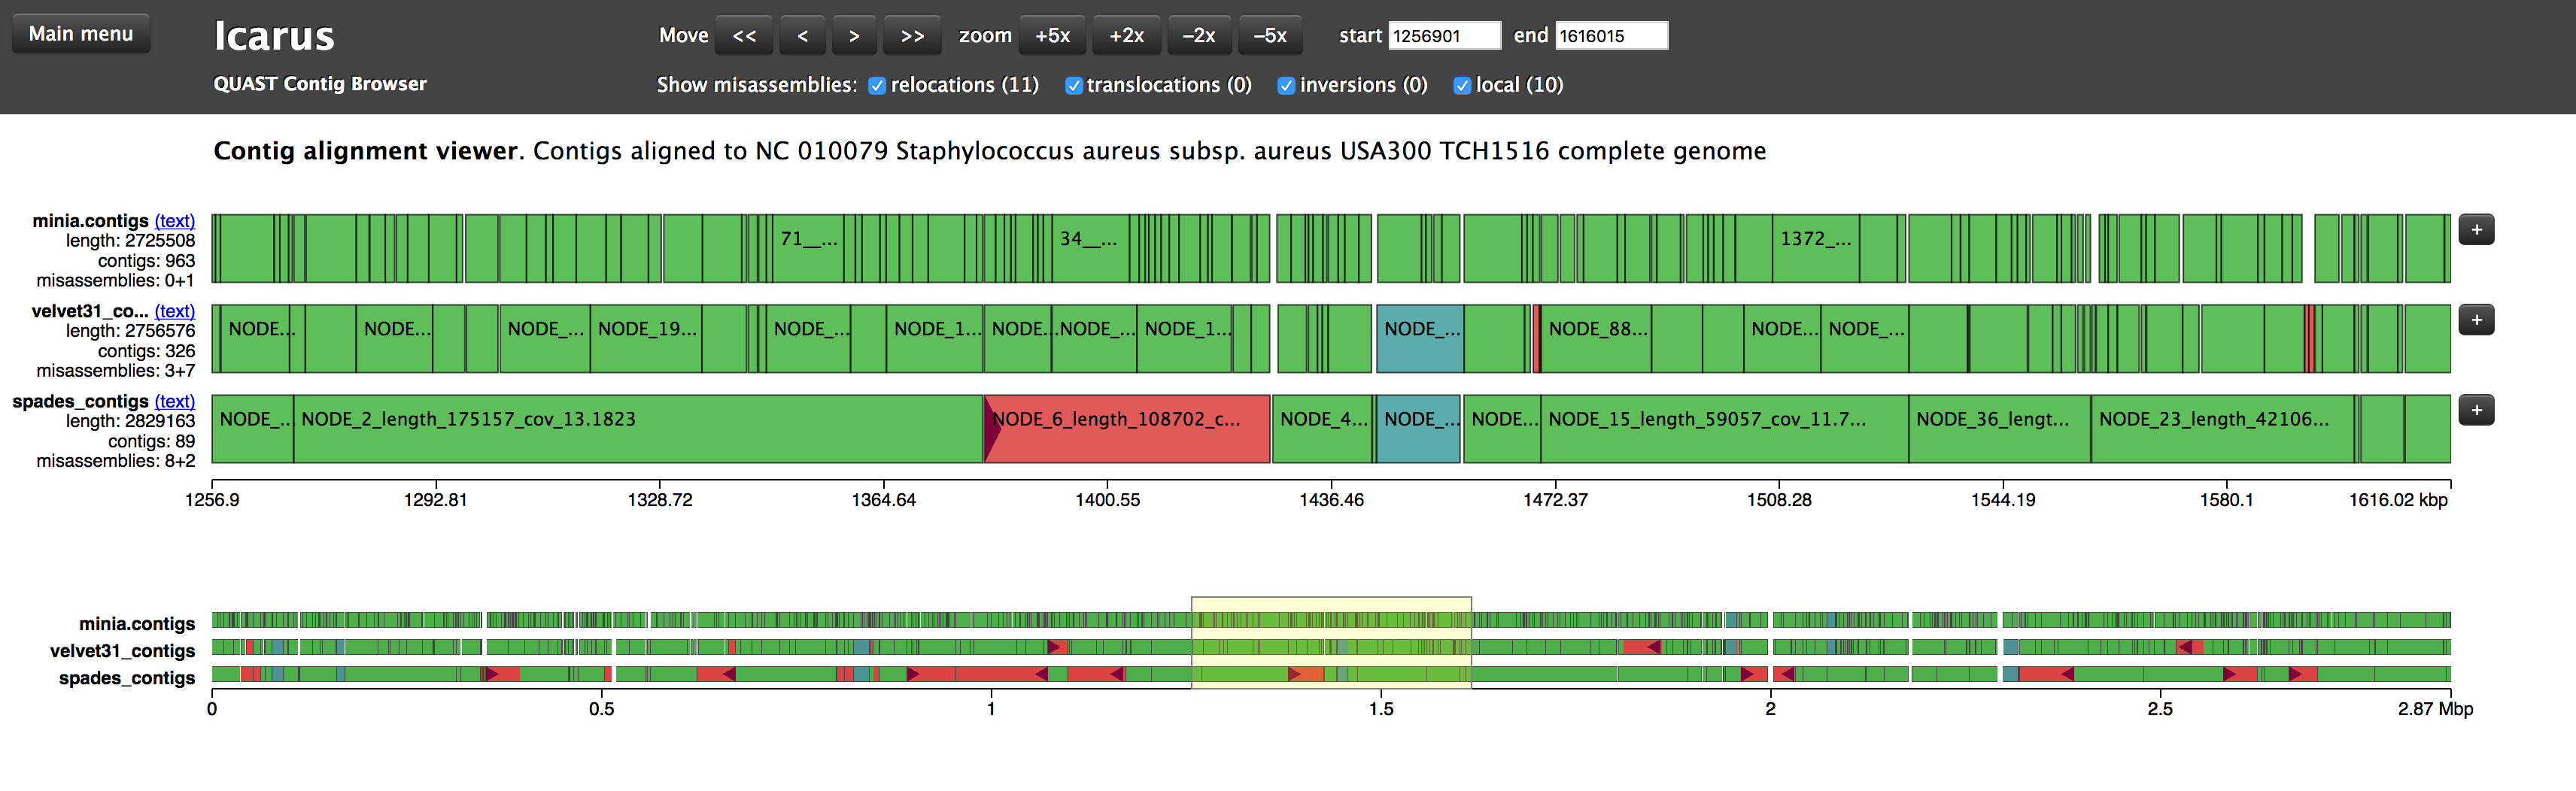 Main menu
Icarus
QUAST Contig Browser
Move << < > >> zoom +5x +2x –2x –5x start 1256901 end 1616015
Show misassemblies: relocations (11) translocations (0) inversions (0) local (10)
Contig alignment viewer. Contigs aligned to NC 010079 Staphylococcus aureus subsp. aureus USA300 TCH1516 complete genome
minia.contigs (text)
length: 2725508
contigs: 963
misassemblies: 0+1
71__... 34__... 1372_... +
velvet31_co... (text)
length: 2756576
contigs: 326
misassemblies: 3+7
NODE... NODE... NODE_... NODE_19... NODE_... NODE_1... NODE... NODE_... NODE_1... NODE_... NODE_88... NODE... NODE_... +
spades_contigs (text)
length: 2829163
contigs: 89
misassemblies: 8+2
NODE_... NODE_2_length_175157_cov_13.1823 NODE_6_length_108702_c... NODE_4... NODE_... NODE... NODE_15_length_59057_cov_11.7... NODE_36_lengt... NODE_23_length_42106... +
1256.9 1292.81 1328.72 1364.64 1400.55 1436.46 1472.37 1508.28 1544.19 1580.1 1616.02 kbp
minia.contigs
velvet31_contigs
spades_contigs
0 0.5 1 1.5 2 2.5 2.87 Mbp